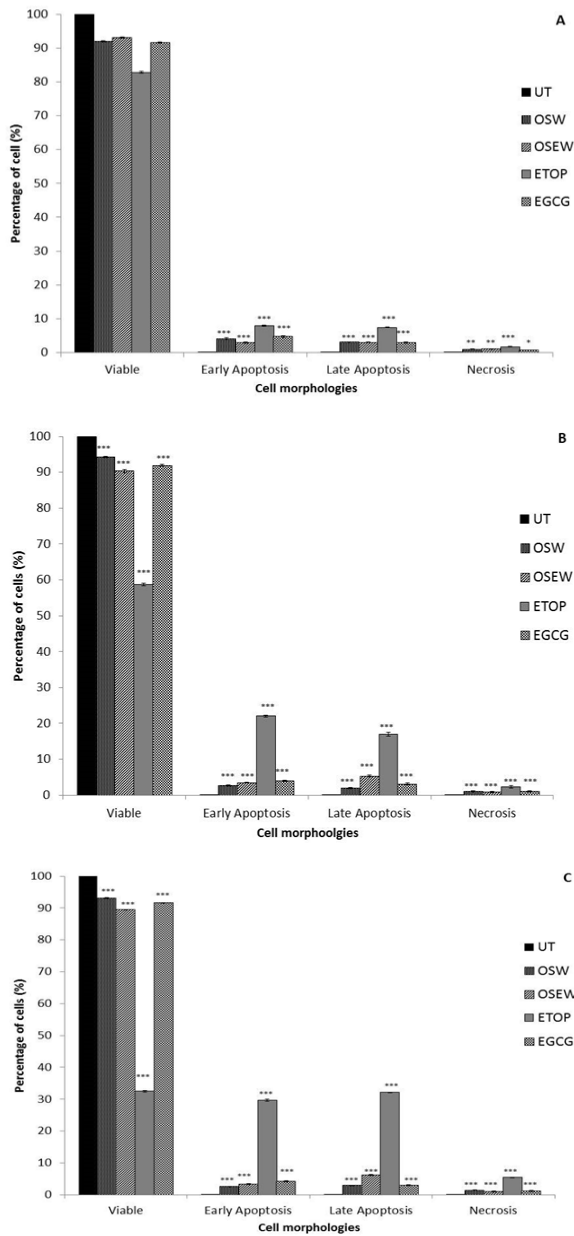 A
Percentage of cell (%)
100
90
80
70
60
50
40
30
20
10
0
UT
OSW
OSEW
ETOP
EGCG
*** *** *** ***
*** *** *** ***
** ** *** *
Viable Early Apoptosis Late Apoptosis Necrosis
Cell morphologies
B
Percentage of cells (%)
100
90
80
70
60
50
40
30
20
10
0
UT
OSW
OSEW
ETOP
EGCG
*** *** *** ***
*** *** *** ***
*** *** *** ***
*** *** *** ***
Viable Early Apoptosis Late Apoptosis Necrosis
Cell morphoolgies
C
Percentage of cells (%)
100
90
80
70
60
50
40
30
20
10
0
UT
OSW
OSEW
ETOP
EGCG
*** *** *** ***
*** *** *** ***
*** *** *** ***
*** *** *** ***
Viable Early Apoptosis Late Apoptosis Necrosis
Cell morphologies